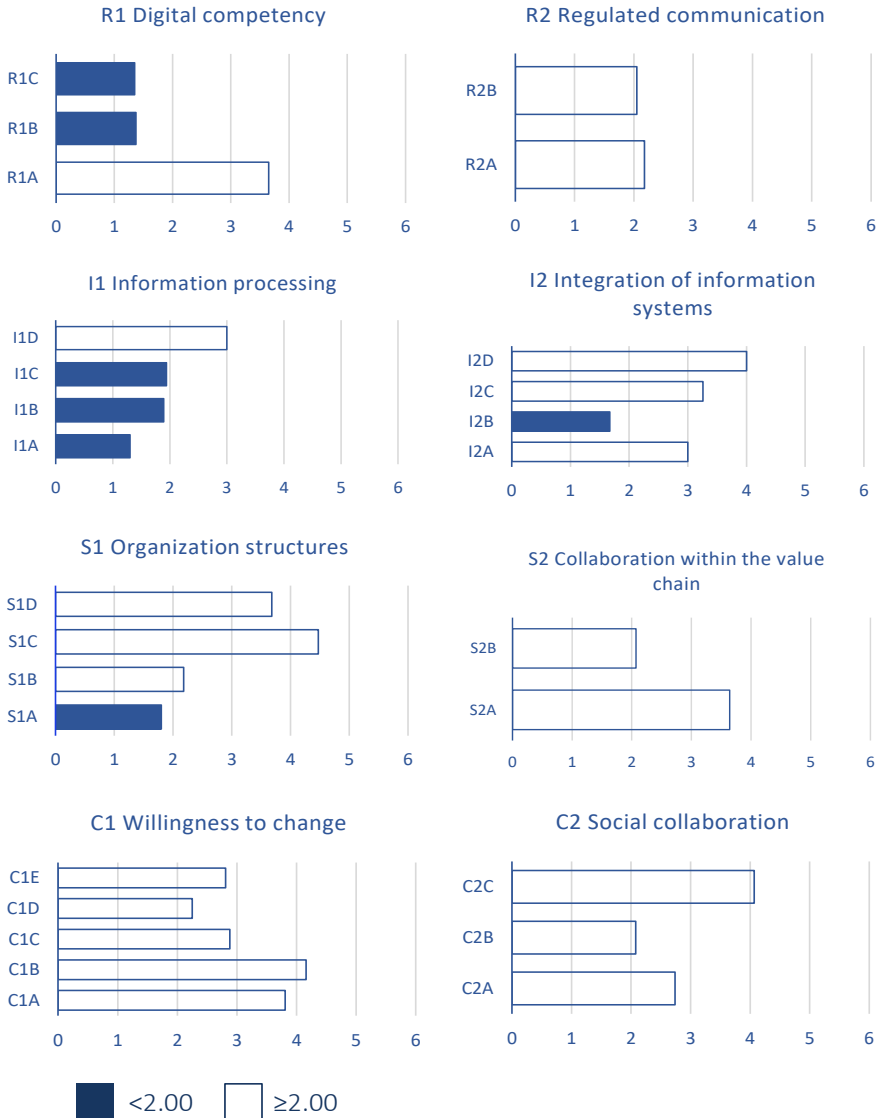 R1 Digital competency
R1C
R1B
R1A
0 1 2 3 4 5 6
R2 Regulated communication
R2B
R2A
0 1 2 3 4 5 6
I1 Information processing
I1D
I1C
I1B
I1A
0 1 2 3 4 5 6
I2 Integration of information
systems
I2D
I2C
I2B
I2A
0 1 2 3 4 5 6
S1 Organization structures
S1D
S1C
S1B
S1A
0 1 2 3 4 5 6
S2 Collaboration within the value
chain
S2B
S2A
0 1 2 3 4 5 6
C1 Willingness to change
C1E
C1D
C1C
C1B
C1A
0 1 2 3 4 5 6
C2 Social collaboration
C2C
C2B
C2A
0 1 2 3 4 5 6
<2.00 ≥2.00